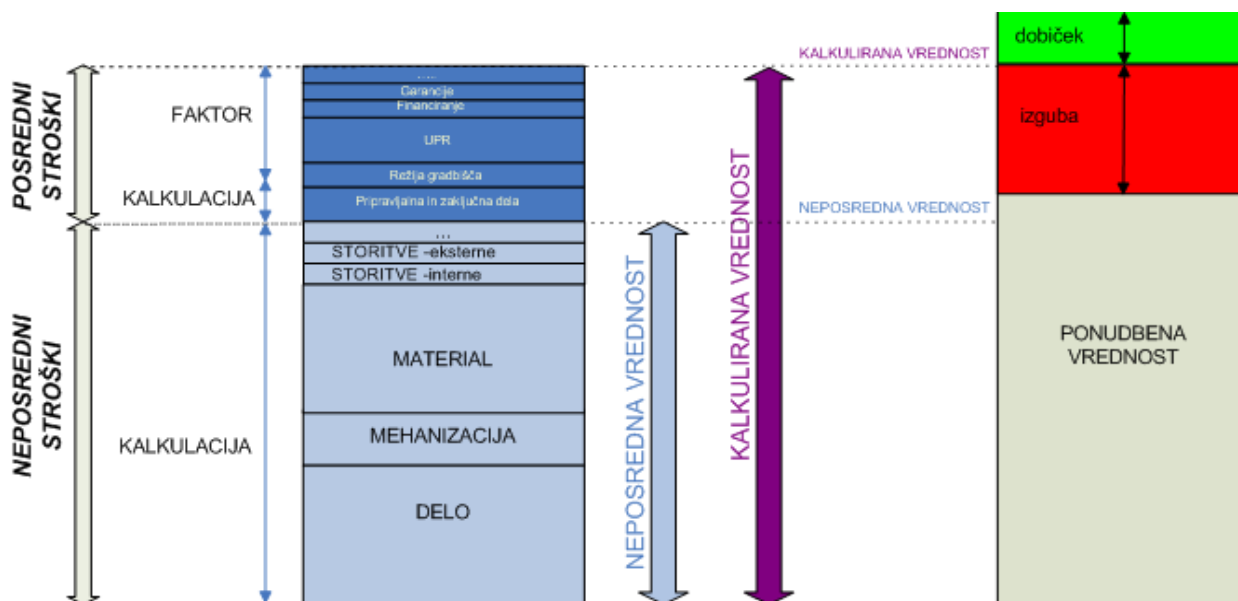 POSREDNI
STROŠKI
NEPOSREDNI
STROŠKI
FAKTOR
KALKULACIJA
KALKULACIJA
.....
Garancije
Financiranje
UPR
Režija gradbišča
Pripravljalna in zaključna dela
...
STORITVE -eksterne
STORITVE -interne
MATERIAL
MEHANIZACIJA
DELO
NEPOSREDNA VREDNOST
KALKULIRANA VREDNOST
KALKULIRANA VREDNOST
NEPOSREDNA VREDNOST
dobiček
izguba
PONUDBENA
VREDNOST